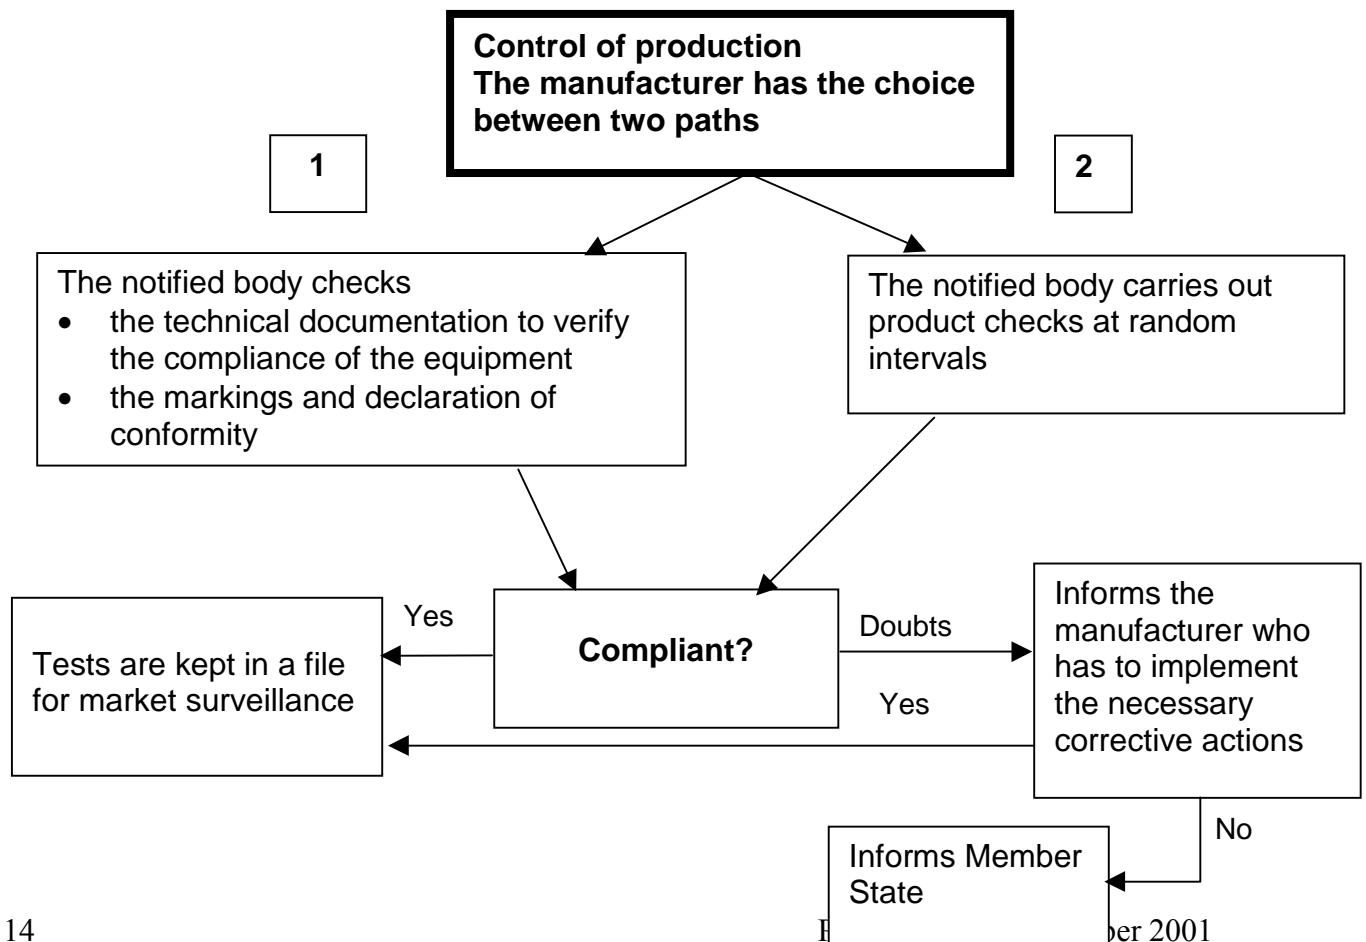 Control of production
The manufacturer has the choice
between two paths
1
2
The notified body checks
• the technical documentation to verify
the compliance of the equipment
• the markings and declaration of
conformity
The notified body carries out
product checks at random
intervals
Yes
Compliant?
Doubts
Yes
Tests are kept in a file
for market surveillance
Informs the
manufacturer who
has to implement
the necessary
corrective actions
No
Informs Member
State
14
2001